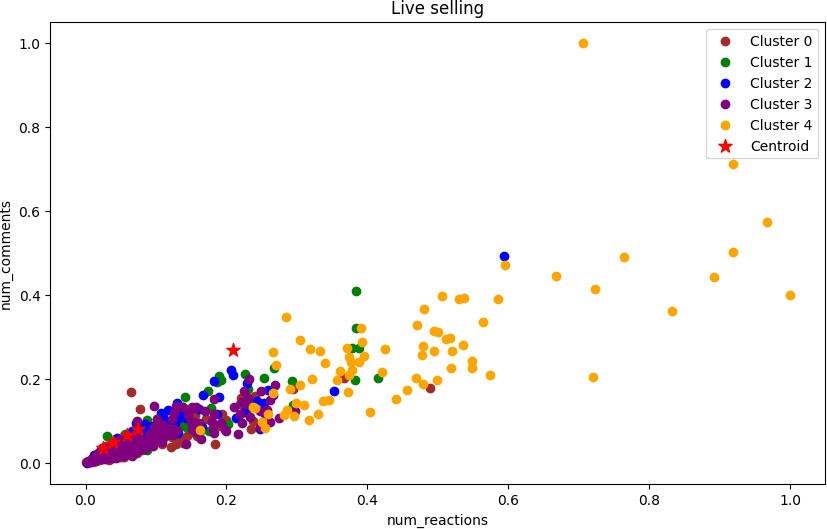 Live selling
1.0
0.8
0.6
0.4
0.2
0.0
num_comments
0.0
0.2
0.4
0.6
0.8
1.0
num_reactions
Cluster 0
Cluster 1
Cluster 2
Cluster 3
Cluster 4
Centroid